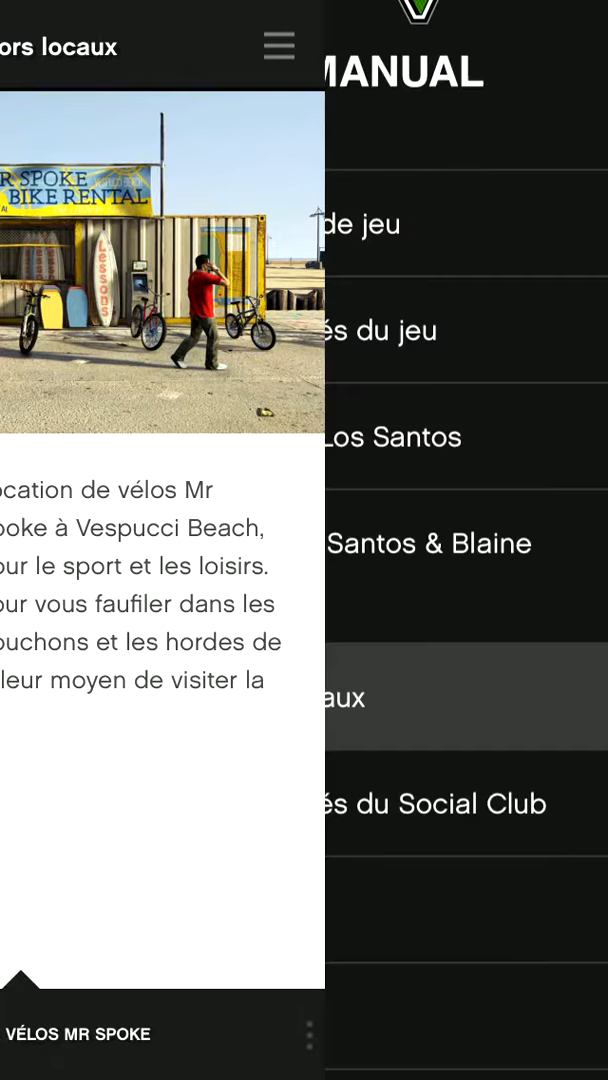 ors locaux
MANUAL
R SPOKE
BIKE RENTAL
Lessons
de jeu
és du jeu
Los Santos
Santos & Blaine
aux
és du Social Club
ocation de vélos Mr
poke à Vespucci Beach,
our le sport et les loisirs.
our vous faufiler dans les
ouchons et les hordes de
leur moyen de visiter la
VÉLOS MR SPOKE